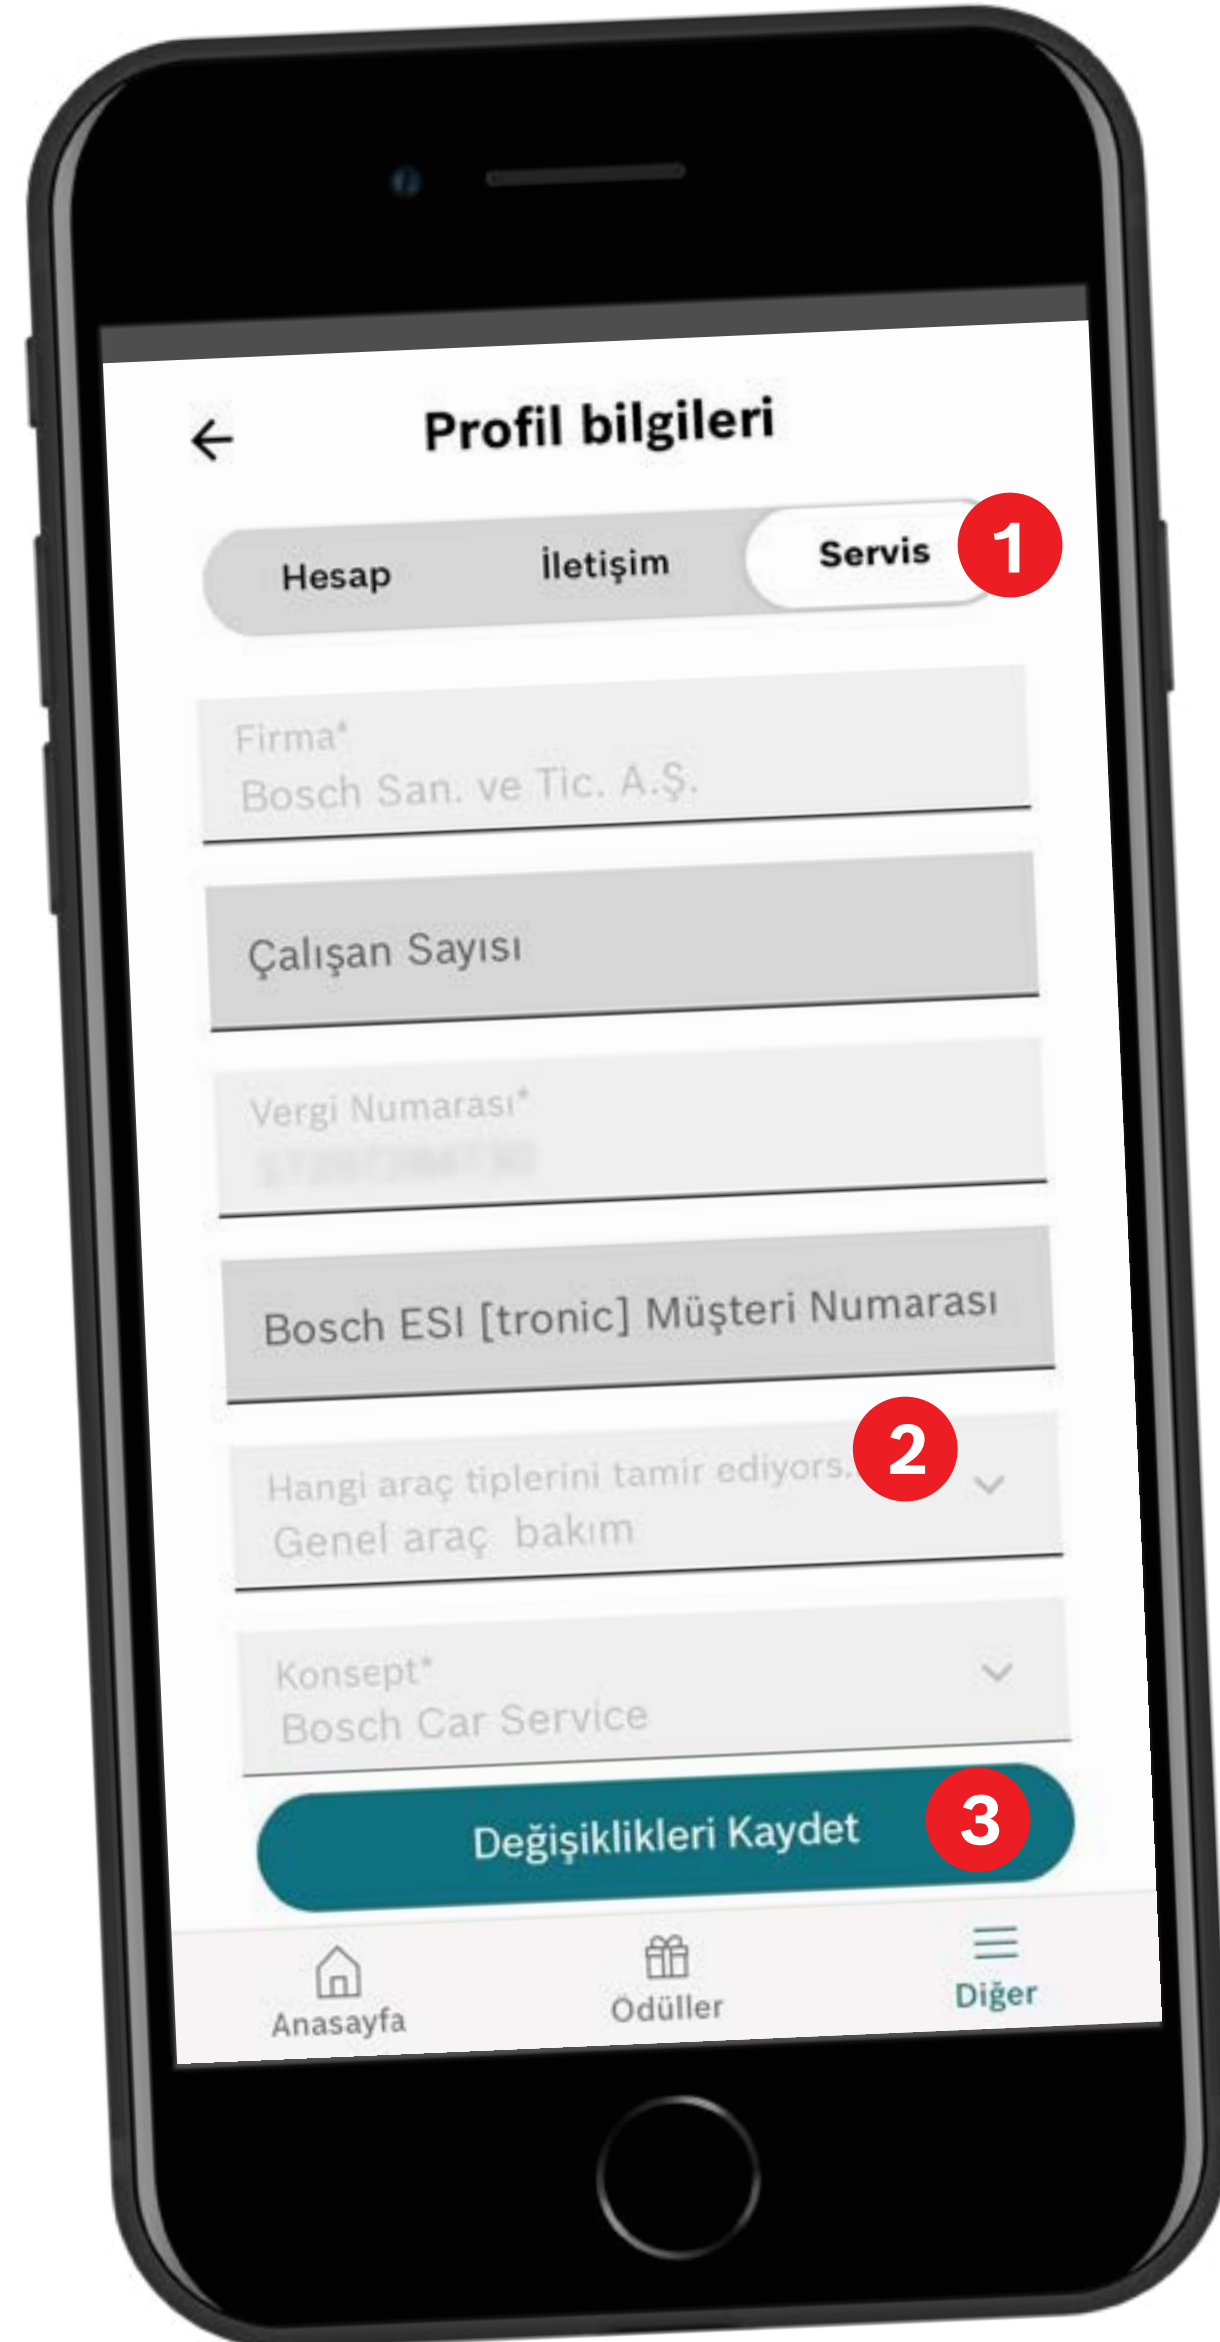 Profil bilgileri
Hesap İletişim Servis 1
Firma*
Bosch San. ve Tic. A.Ş.
Çalışan Sayısı
Vergi Numarası*
Bosch ESI [tronic] Müşteri Numarası
2
Hangi araç tiplerini tamir ediyors..
Genel araç bakım
Konsept*
Bosch Car Service
Değişiklikleri Kaydet 3
Anasayfa Ödüller Diğer